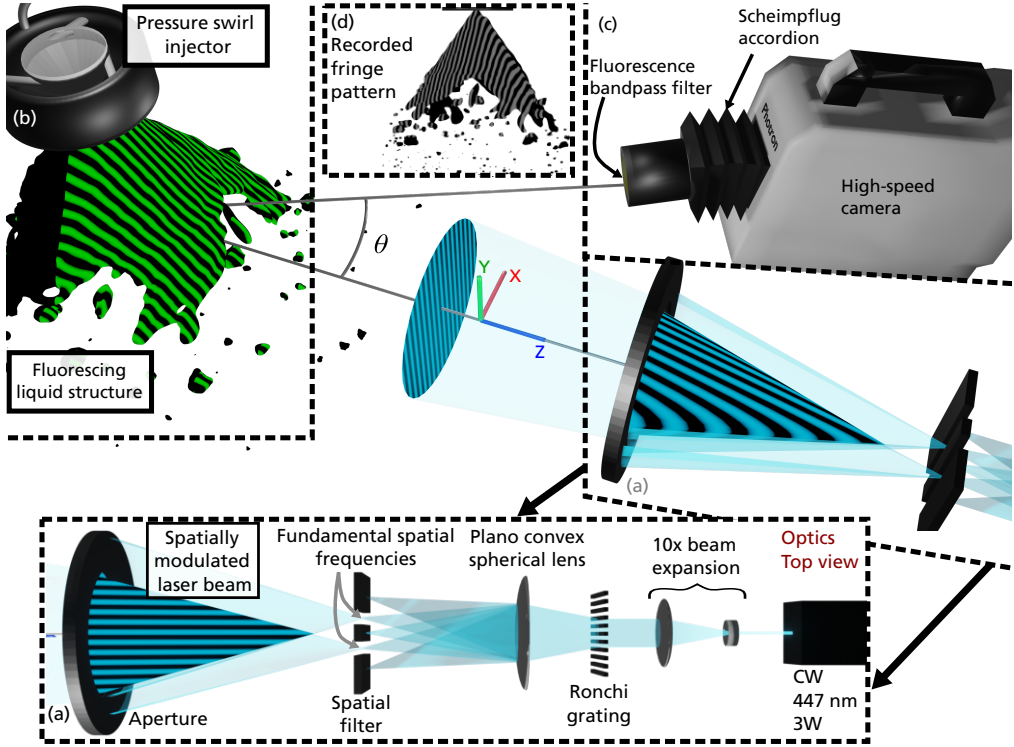 Pressure swirl
injector
(b)
(d)
Recorded
fringe
pattern
(c)
Scheimpflug
accordion
Fluorescence
bandpass filter
Photron
High-speed
camera
θ
Y
X
Z
Fluorescing
liquid structure
(a)
Spatially
modulated
laser beam
Fundamental spatial
frequencies
Plano convex
spherical lens
10x beam
expansion
Optics
Top view
(a)
Aperture
Spatial
filter
Ronchi
grating
CW
447 nm
3W